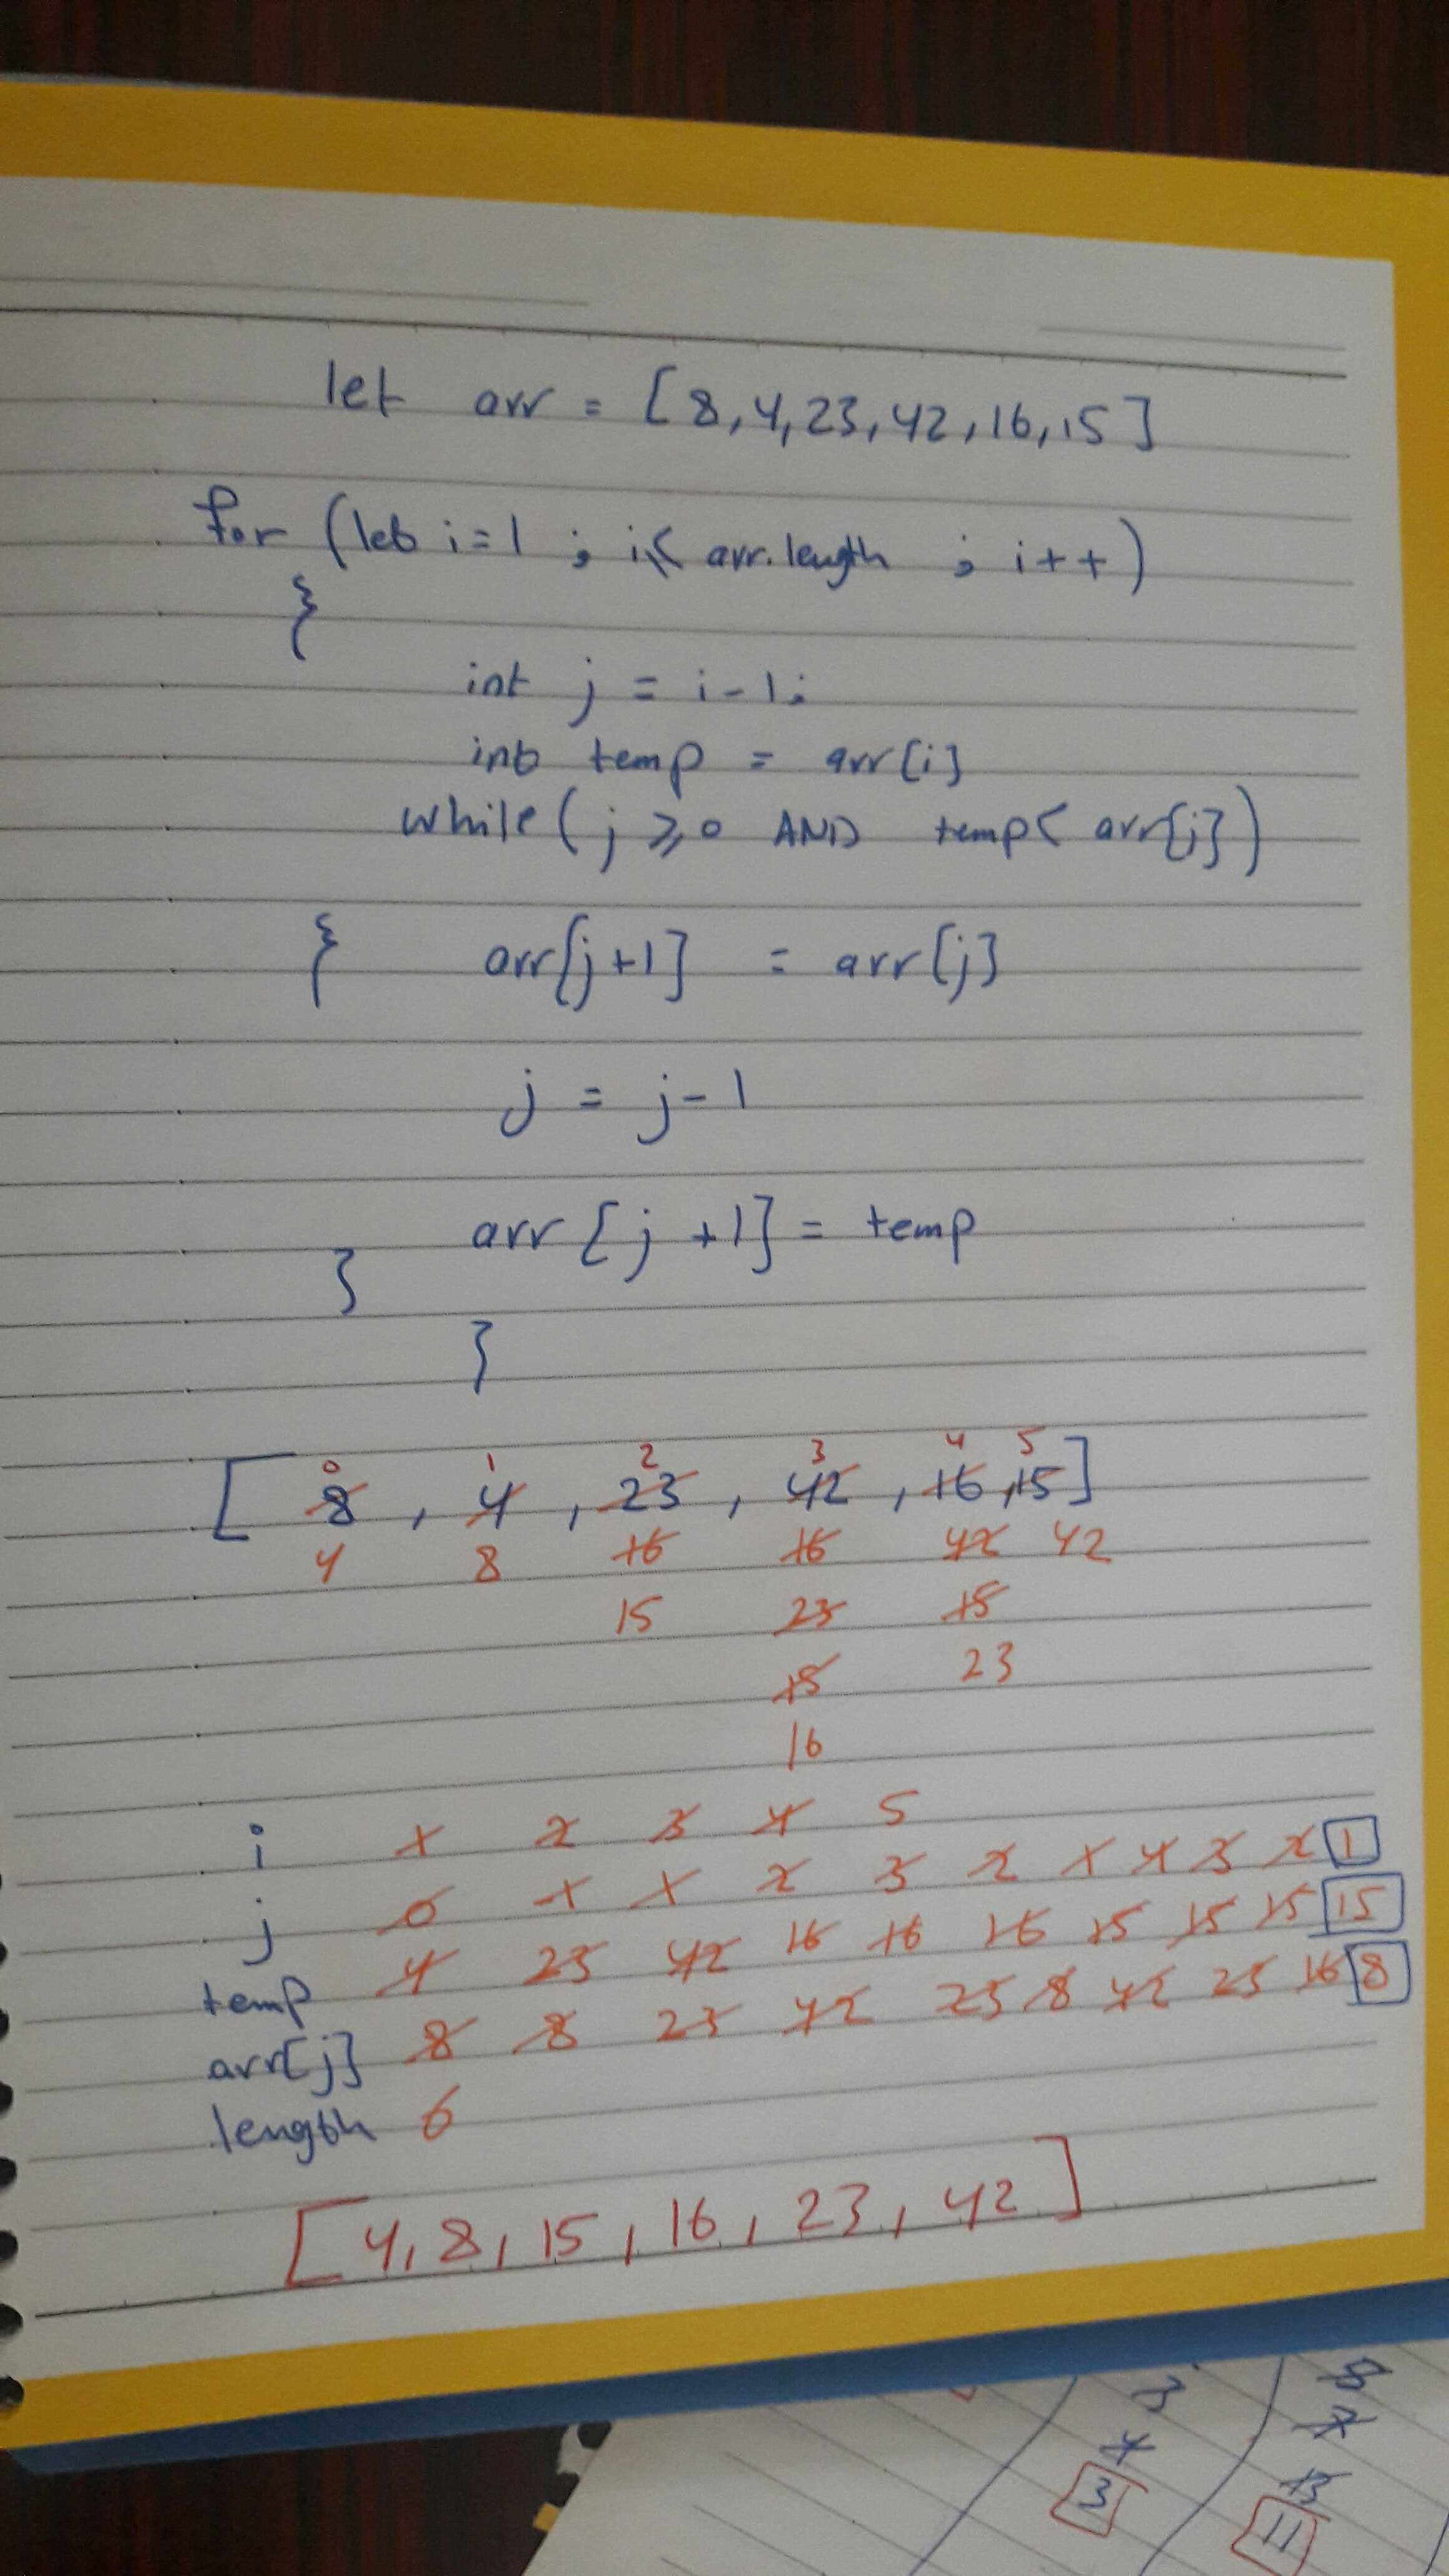 let arr = [8,4,23,42,16,15]
for (let i=1 ; i< arr.length ; i++)
{
int j = i-1;
int temp = arr[i]
while(j ≥ 0 AND temp< arr[j])
{ arr[j+1] = arr[j]
j = j-1
arr[j +1] = temp
}
}
0 1 2 3 4 5
[ 8 , 4 , 23 , 42 , 16 ,15]
4 8 16 16 42 42
15 23 15
15 23
16
i 1 2 3 4 5
j 0 1 1 2 3 2 1 4 3 2 1
temp 4 23 42 16 16 16 15 15 15 15
arr[j] 8 8 23 42 23 8 42 23 16 8
length 6
[4,8,15,16,23,42]
3 8
4 7
3 13
11